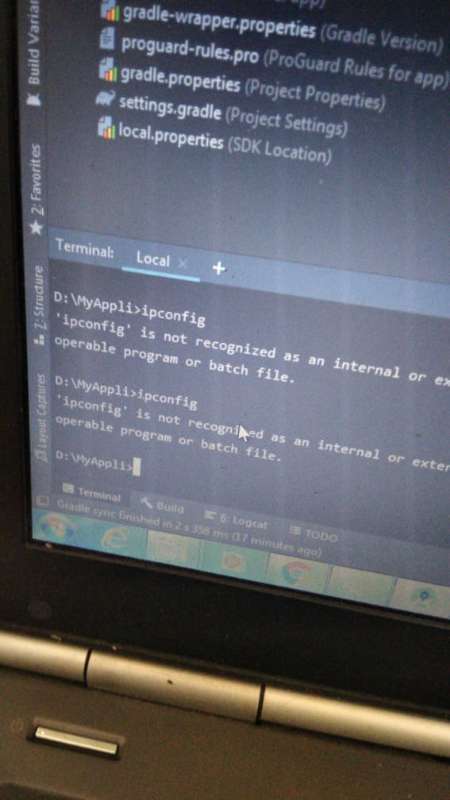 app)
gradle-wrapper.properties (Gradle Version)
proguard-rules.pro (ProGuard Rules for app)
gradle.properties (Project Properties)
settings.gradle (Project Settings)
local.properties (SDK Location)
Build Varian
2: Favorites
7: Structure
Layout Captures
Terminal: Local × +
D:\MyAppli>ipconfig
'ipconfig' is not recognized as an internal or ex
operable program or batch file.
D:\MyAppli>ipconfig
'ipconfig' is not recognized as an internal or exter
operable program or batch file.
D:\MyAppli>
Terminal Build 6: Logcat TODO
Gradle sync finished in 2 s 358 ms (17 minutes ago)